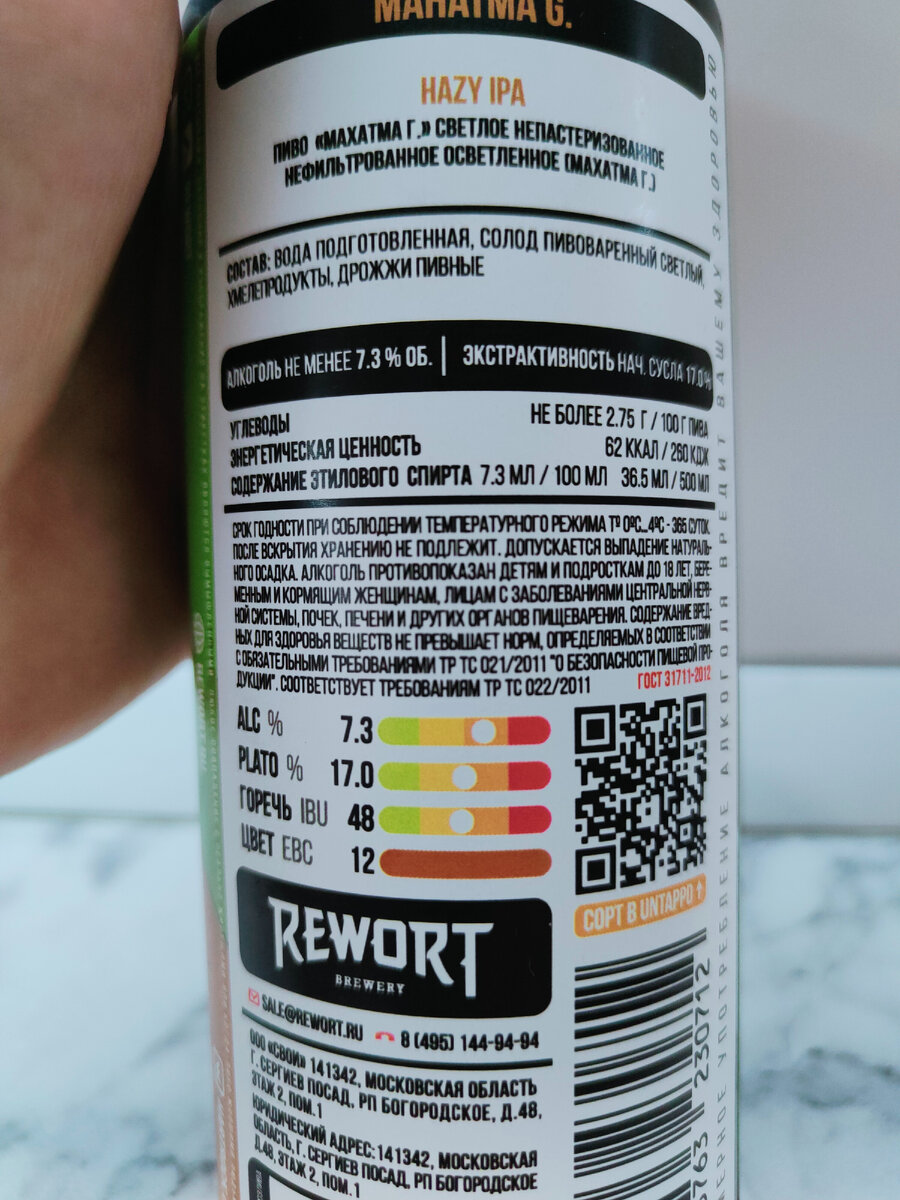 MAHATMA G.
HAZY IPA
ПИВО «МАХАТМА Г.» СВЕТЛОЕ НЕПАСТЕРИЗОВАННОЕ
НЕФИЛЬТРОВАННОЕ ОСВЕТЛЕННОЕ (МАХАТМА Г.)
СОСТАВ: ВОДА ПОДГОТОВЛЕННАЯ, СОЛОД ПИВОВАРЕННЫЙ СВЕТЛЫЙ,
ХМЕЛЕПРОДУКТЫ, ДРОЖЖИ ПИВНЫЕ
АЛКОГОЛЬ НЕ МЕНЕЕ 7.3 % ОБ. | ЭКСТРАКТИВНОСТЬ НАЧ. СУСЛА 17.0 %
УГЛЕВОДЫ НЕ БОЛЕЕ 2.75 Г / 100 Г ПИВА
ЭНЕРГЕТИЧЕСКАЯ ЦЕННОСТЬ 62 ККАЛ / 260 КДЖ
СОДЕРЖАНИЕ ЭТИЛОВОГО СПИРТА 7.3 МЛ / 100 МЛ 36.5 МЛ / 500 МЛ
СРОК ГОДНОСТИ ПРИ СОБЛЮДЕНИИ ТЕМПЕРАТУРНОГО РЕЖИМА Tº 0ºC...4ºC - 365 СУТОК.
ПОСЛЕ ВСКРЫТИЯ ХРАНЕНИЮ НЕ ПОДЛЕЖИТ. ДОПУСКАЕТСЯ ВЫПАДЕНИЕ НАТУРАЛЬ-
НОГО ОСАДКА. АЛКОГОЛЬ ПРОТИВОПОКАЗАН ДЕТЯМ И ПОДРОСТКАМ ДО 18 ЛЕТ, БЕРЕ-
МЕННЫМ И КОРМЯЩИМ ЖЕНЩИНАМ, ЛИЦАМ С ЗАБОЛЕВАНИЯМИ ЦЕНТРАЛЬНОЙ НЕРВ-
НОЙ СИСТЕМЫ, ПОЧЕК, ПЕЧЕНИ И ДРУГИХ ОРГАНОВ ПИЩЕВАРЕНИЯ. СОДЕРЖАНИЕ ВРЕД-
НЫХ ДЛЯ ЗДОРОВЬЯ ВЕЩЕСТВ НЕ ПРЕВЫШАЕТ НОРМ, ОПРЕДЕЛЯЕМЫХ В СООТВЕТСТВИИ
С ОБЯЗАТЕЛЬНЫМИ ТРЕБОВАНИЯМИ ТР ТС 021/2011 "О БЕЗОПАСНОСТИ ПИЩЕВОЙ ПРО-
ДУКЦИИ". СООТВЕТСТВУЕТ ТРЕБОВАНИЯМ ТР ТС 022/2011
ГОСТ 31711-2012
ALC % 7.3
PLATO % 17.0
ГОРЕЧЬ IBU 48
ЦВЕТ EBC 12
СОРТ В UNTAPPD ↑
REWORT
BREWERY
SALE@REWORT.RU 8 (495) 144-94-94
ООО «СВОИ» 141342, МОСКОВСКАЯ ОБЛАСТЬ
Г. СЕРГИЕВ ПОСАД, РП БОГОРОДСКОЕ, Д.48,
ЭТАЖ 2, ПОМ.1
ЮРИДИЧЕСКИЙ АДРЕС: 141342, МОСКОВСКАЯ
ОБЛАСТЬ, Г. СЕРГИЕВ ПОСАД, РП БОГОРОДСКОЕ
Д.48, ЭТАЖ 2, ПОМ.1
763 230712
МЕРНОЕ УПОТРЕБЛЕНИЕ АЛКОГОЛЯ ВРЕДИТ ВАШЕМУ ЗДОРОВЬЮ